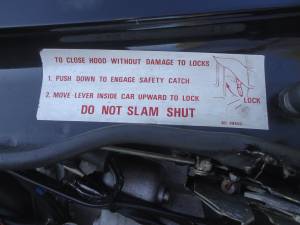 TO CLOSE HOOD WITHOUT DAMAGE TO LOCKS
1. PUSH DOWN TO ENGAGE SAFETY CATCH
2. MOVE LEVER INSIDE CAR UPWARD TO LOCK
LOCK
DO NOT SLAM SHUT